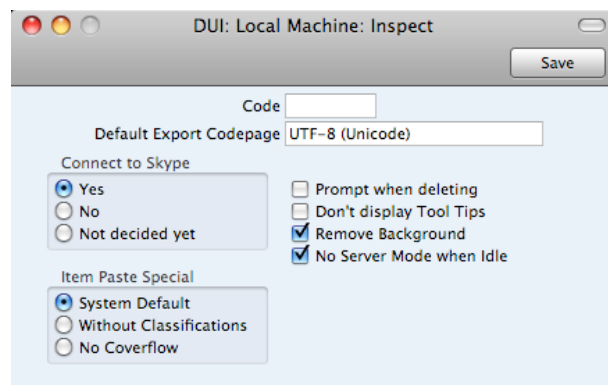 DUI: Local Machine: Inspect
Save
Code
Default Export Codepage UTF-8 (Unicode)
Connect to Skype
Yes
No
Not decided yet
Prompt when deleting
Don't display Tool Tips
Remove Background
No Server Mode when Idle
Item Paste Special
System Default
Without Classifications
No Coverflow